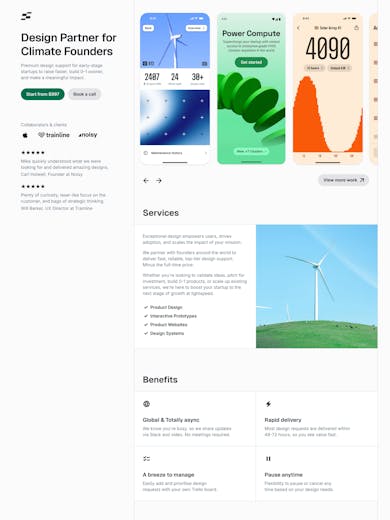 Design Partner for
Climate Founders
Premium design support for early-stage
startups to raise faster, build 0-1 sooner,
and make a meaningful impact.
Start from $997
Book a call
Collaborators & clients
trainline
noisy
★★★★★
Mike quickly understood what we were
looking for and delivered amazing designs.
Carl Holwell, Founder at Noisy
★★★★★
Plenty of curiosity, laser-like focus on the
customer, and bags of strategic thinking.
Will Barker, UX Director at Trainline
2407
24
38+
Maintenance history
Power Compute
Get started
4090
View more work
Services
Exceptional design empowers users, drives
adoption, and scales the impact of your mission.
We partner with founders around the world to
deliver fast, reliable, top-tier design support.
Minus the full-time price.
Whether you're looking to validate ideas, pitch for
investment, build 0-1 products, or scale up existing
services, we're here to boost your startup to the
next stage of growth at lightspeed.
Product Design
Interactive Prototypes
Product Websites
Design Systems
Benefits
Global & Totally async
We know you're busy, so we share updates
via Slack and video. No meetings required.
Rapid delivery
Most design requests are delivered within
48-72 hours, so you see value fast.
A breeze to manage
Easily add and prioritise design
requests with your own Trello board.
Pause anytime
Flexibility to pause or cancel any
time based on your design needs.